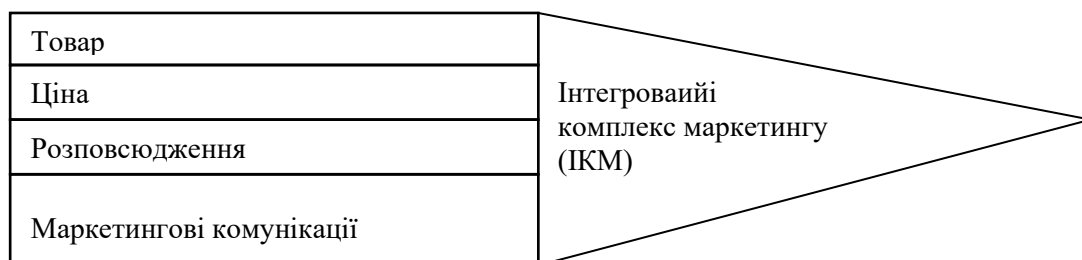 Товар
Ціна
Розповсюдження
Маркетингові комунікації
Інтегроваийі
комплекс маркетингу
(ІКМ)